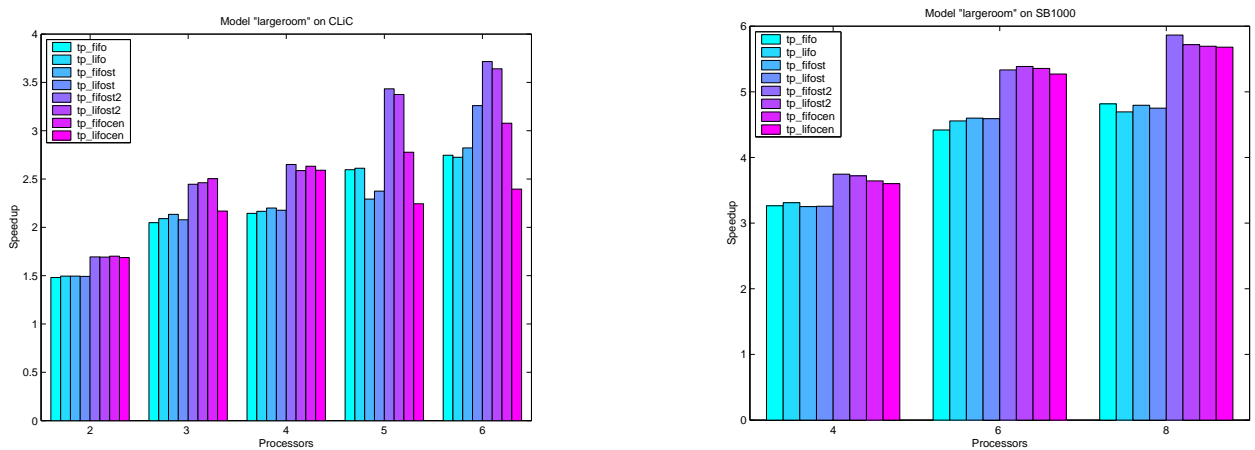 Model "largeroom" on CLiC
4
3.5
3
2.5
2
1.5
1
0.5
0
Speedup
tp_fifo
tp_lifo
tp_fifost
tp_lifost
tp_fifost2
tp_lifost2
tp_fifocen
tp_lifocen
2 3 4 5 6
Processors
Model "largeroom" on SB1000
6
5
4
3
2
1
0
Speedup
tp_fifo
tp_lifo
tp_fifost
tp_lifost
tp_fifost2
tp_lifost2
tp_fifocen
tp_lifocen
4 6 8
Processors